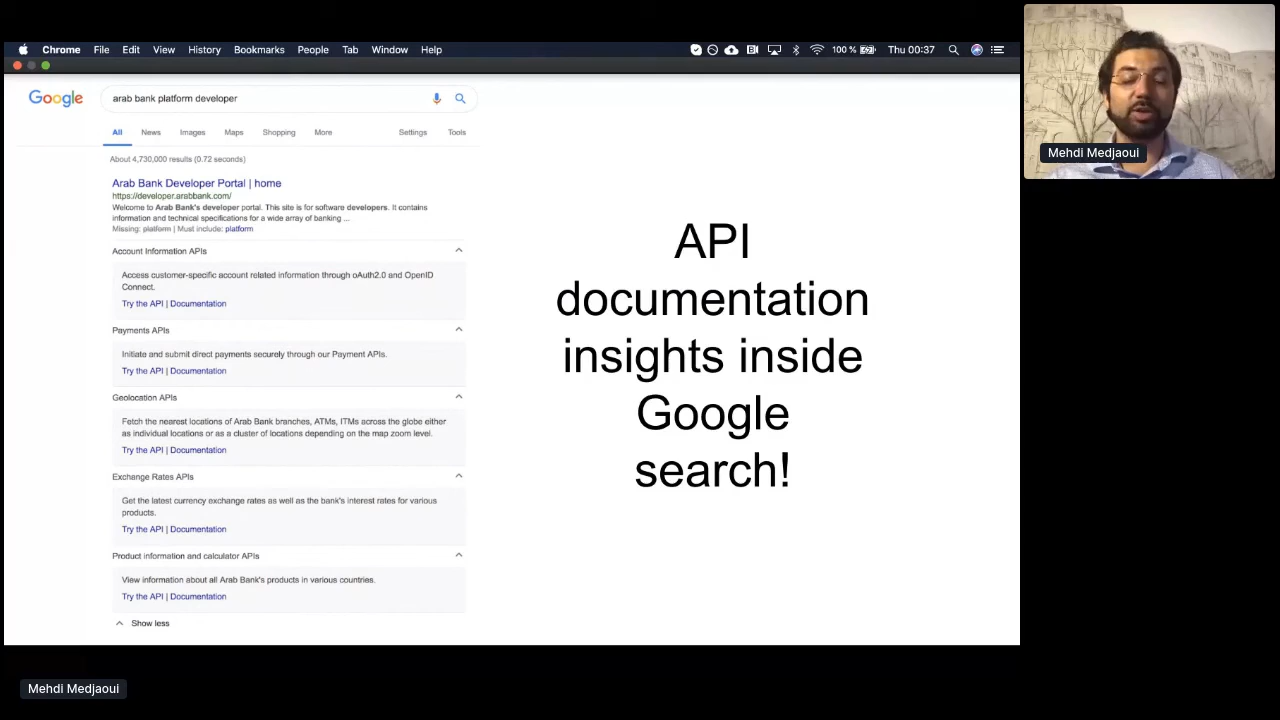 Chrome File Edit View History Bookmarks People Tab Window Help 100 % Thu 00:37
Google arab bank platform developer
All News Images Maps Shopping More Settings Tools
About 4,730,000 results (0.72 seconds)
Arab Bank Developer Portal | home
https://developer.arabbank.com/
Welcome to Arab Bank's developer portal. This site is for software developers. It contains
information and technical specifications for a wide array of banking ...
Missing: platform | Must include: platform
Account Information APIs
Access customer-specific account related information through oAuth2.0 and OpenID
Connect.
Try the API | Documentation
Payments APIs
Initiate and submit direct payments securely through our Payment APIs.
Try the API | Documentation
Geolocation APIs
Fetch the nearest locations of Arab Bank branches, ATMs, ITMs across the globe either
as individual locations or as a cluster of locations depending on the map zoom level.
Try the API | Documentation
Exchange Rates APIs
Get the latest currency exchange rates as well as the bank's interest rates for various
products.
Try the API | Documentation
Product information and calculator APIs
View information about all Arab Bank's products in various countries.
Try the API | Documentation
Show less
API
documentation
insights inside
Google
search!
Mehdi Medjaoui
Mehdi Medjaoui